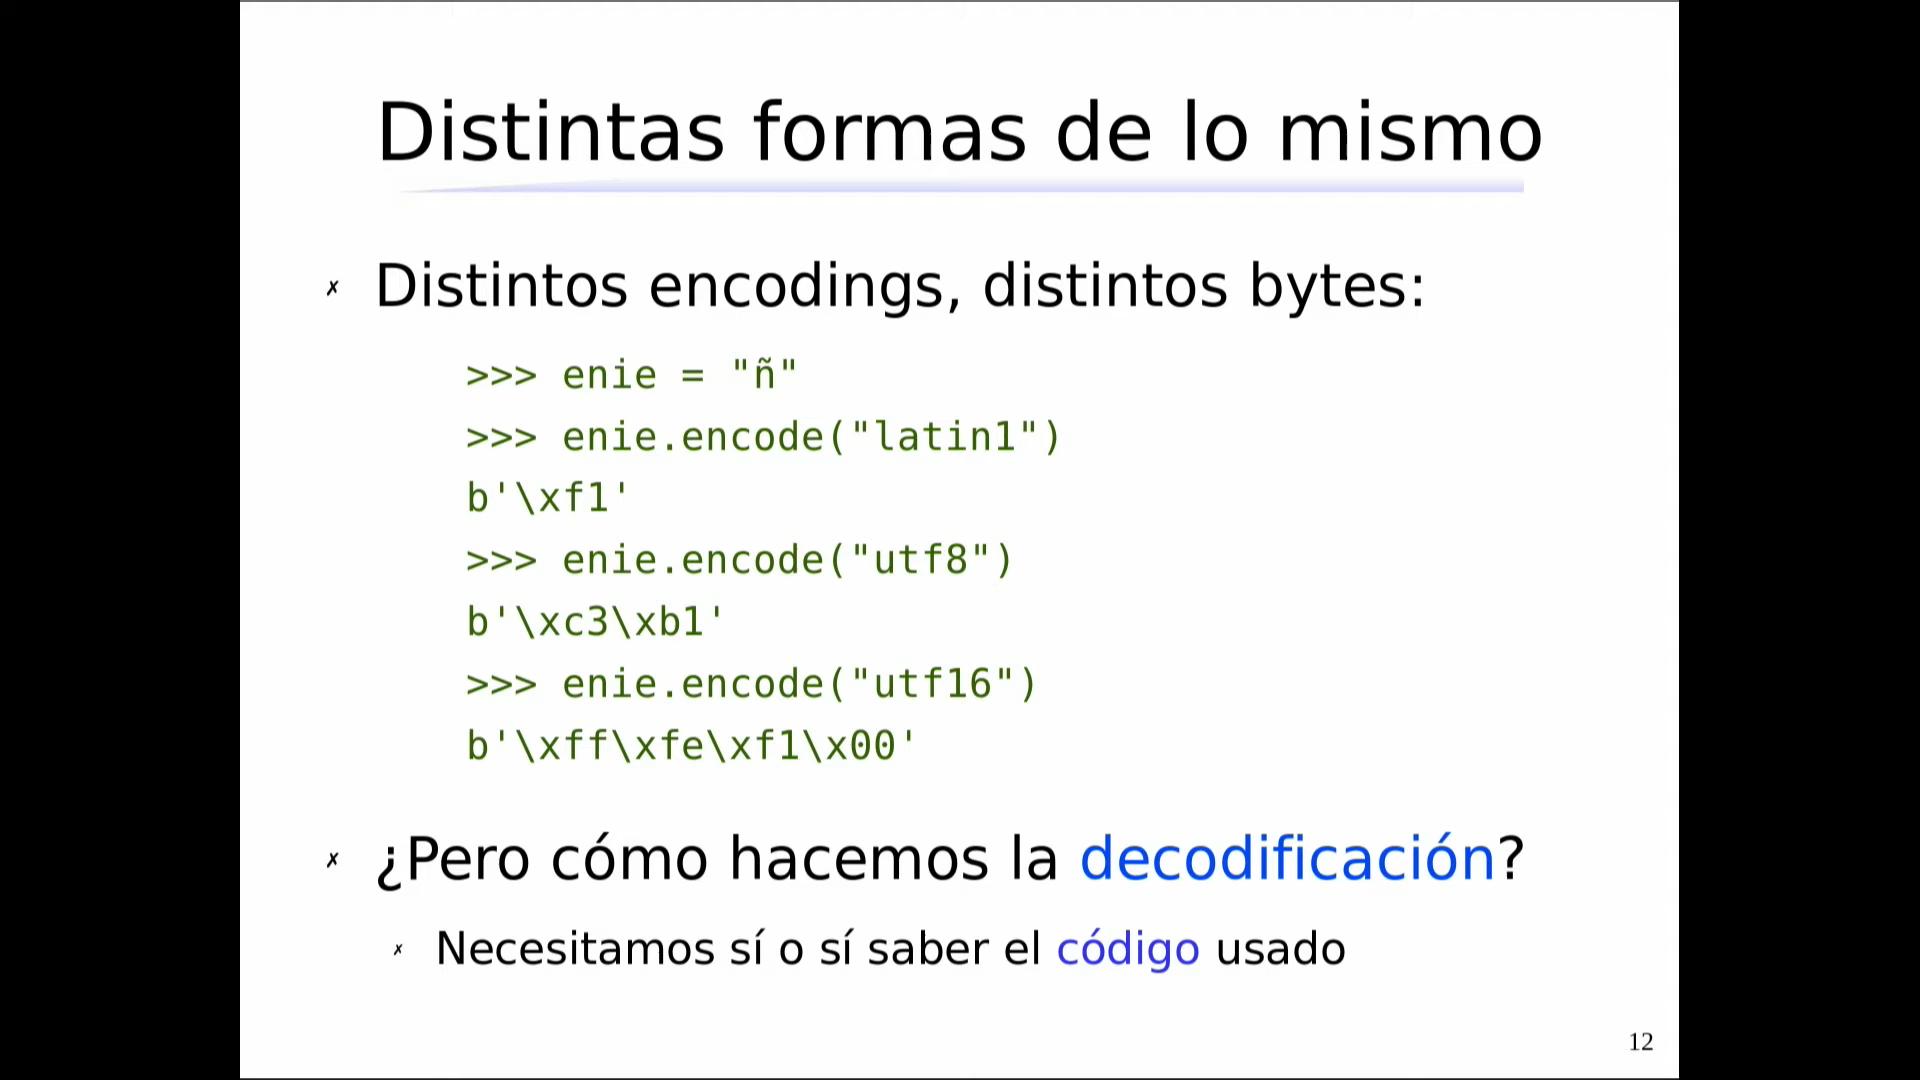 Distintas formas de lo mismo
✗ Distintos encodings, distintos bytes:
>>> enie = "ñ"
>>> enie.encode("latin1")
b'\xf1'
>>> enie.encode("utf8")
b'\xc3\xb1'
>>> enie.encode("utf16")
b'\xff\xfe\xf1\x00'
✗ ¿Pero cómo hacemos la decodificación?
✗ Necesitamos sí o sí saber el código usado
12